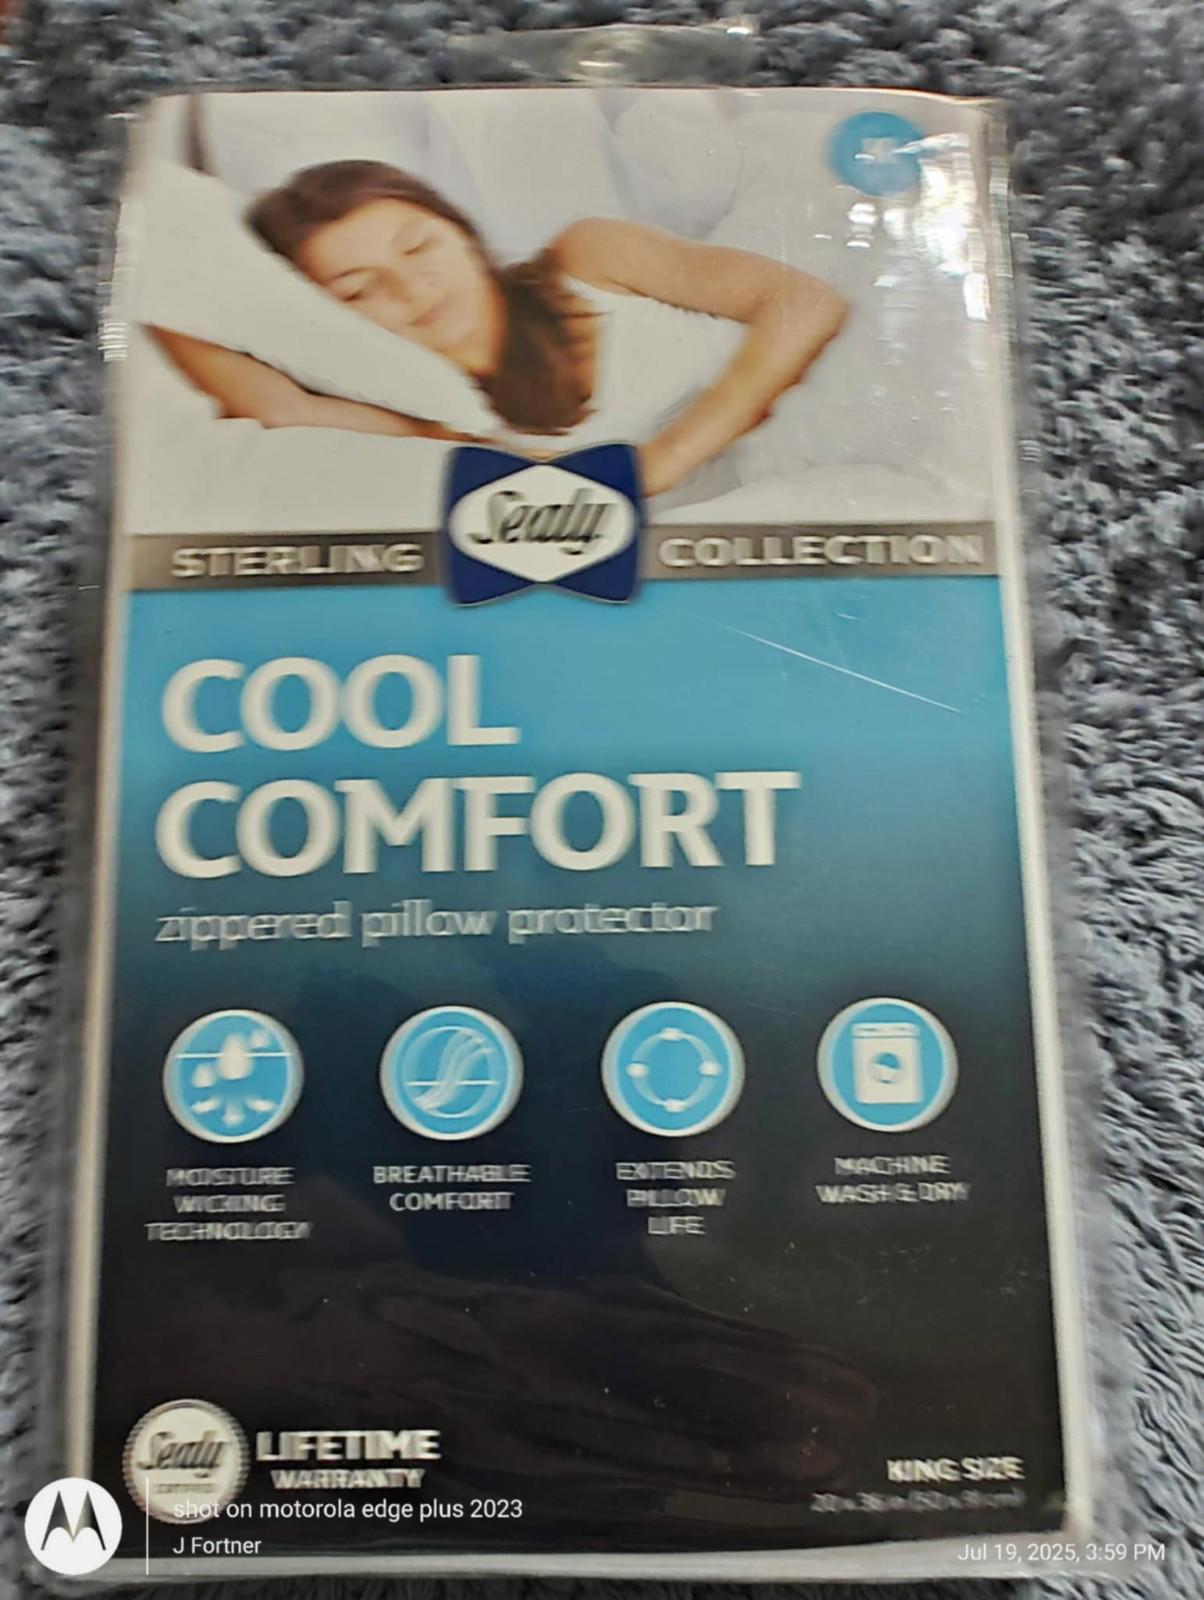 K
STERLING
Sealy
COLLECTION
COOL
COMFORT
zippered pillow protector
MOISTURE
WICKING
TECHNOLOGY
BREATHABLE
COMFORT
EXTENDS
PILLOW
LIFE
MACHINE
WASH & DRY
Sealy
LIFETIME
WARRANTY
KING SIZE
shot on motorola edge plus 2023
J Fortner
Jul 19, 2025, 3:59 PM